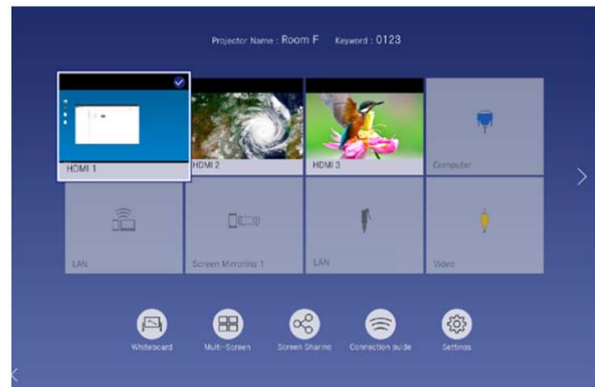 Projector Name : Room F Keyword : 0123
HDMI 1 HDMI 2 HDMI 3 Computer
LAN Screen Mirroring 1 LAN Video
Whiteboard Multi-Screen Screen Sharing Connection guide Settings